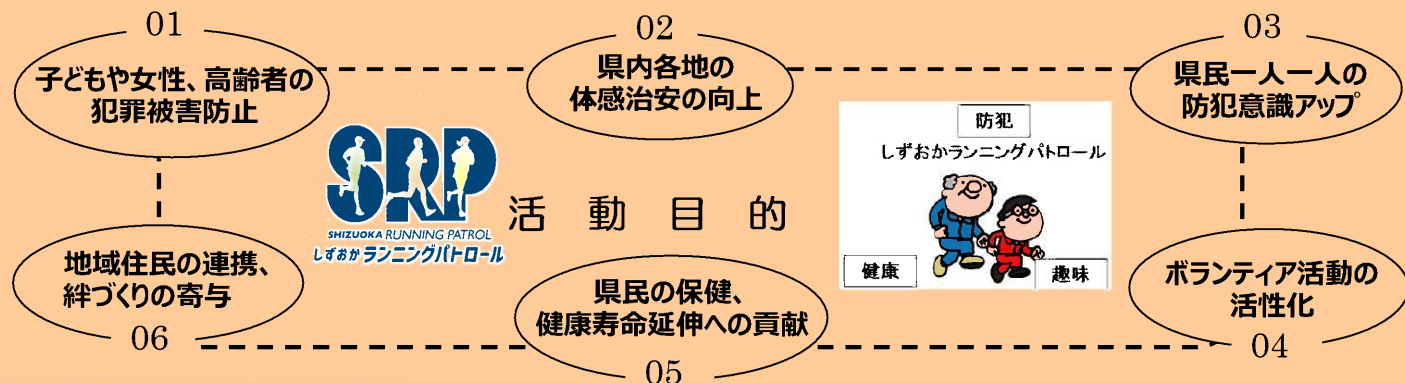 01
子どもや女性、高齢者の
犯罪被害防止
02
県内各地の
体感治安の向上
03
県民一人一人の
防犯意識アップ
SRP
SHIZUOKA RUNNING PATROL
しずおかランニングパトロール
活動目的
防犯
しずおかランニングパトロール
健康
趣味
地域住民の連携、
絆づくりの寄与
06
県民の保健、
健康寿命延伸への貢献
05
ボランティア活動の
活性化
04